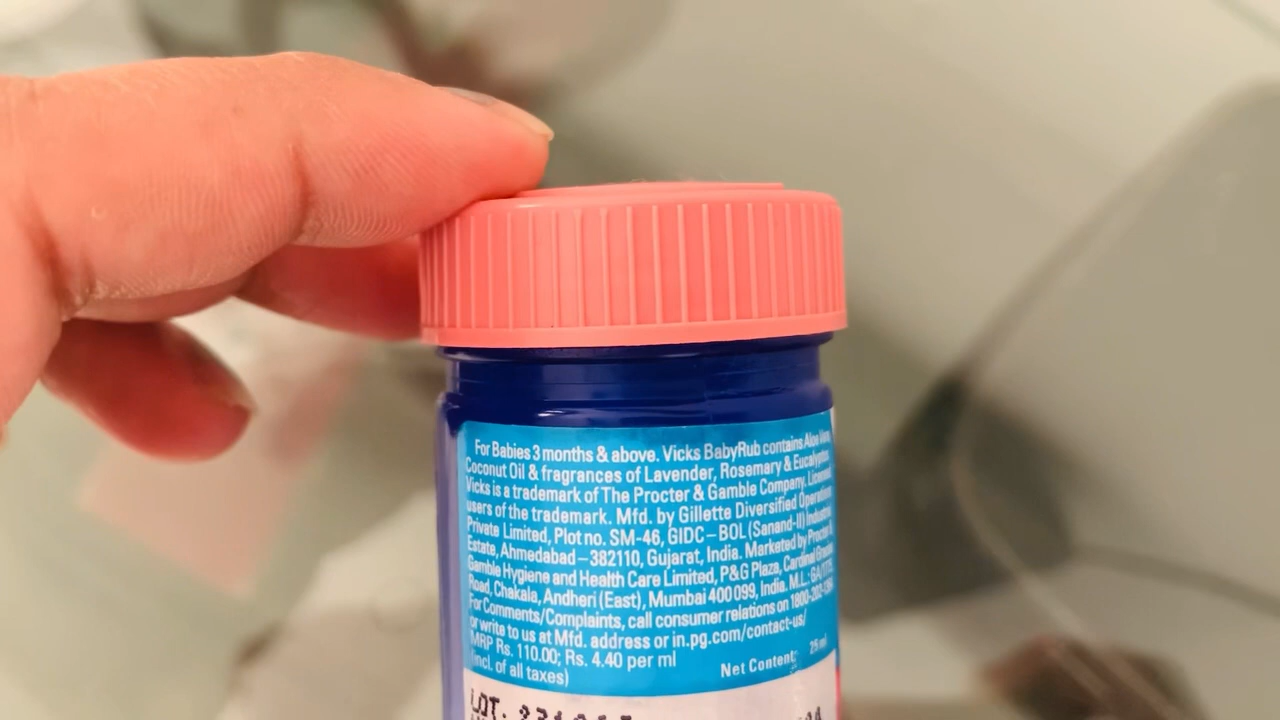 For Babies 3 months & above. Vicks BabyRub contains Aloe Vera,
Coconut Oil & fragrances of Lavender, Rosemary & Eucalyptus.
Vicks is a trademark of The Procter & Gamble Company. Licensed
users of the trademark. Mfd. by Gillette Diversified Operations
Private Limited, Plot no. SM-46, GIDC – BOL (Sanand-II) Industrial
Estate, Ahmedabad – 382110, Gujarat, India. Marketed by Procter &
Gamble Hygiene and Health Care Limited, P&G Plaza, Cardinal Gracias
Road, Chakala, Andheri (East), Mumbai 400 099, India. M.L.:
For Comments/Complaints, call consumer relations on
or write to us at Mfd. address or in.pg.com/contact-us/
MRP Rs. 110.00; Rs. 4.40 per ml
(incl. of all taxes)
Net Content: 25 ml
LOT.